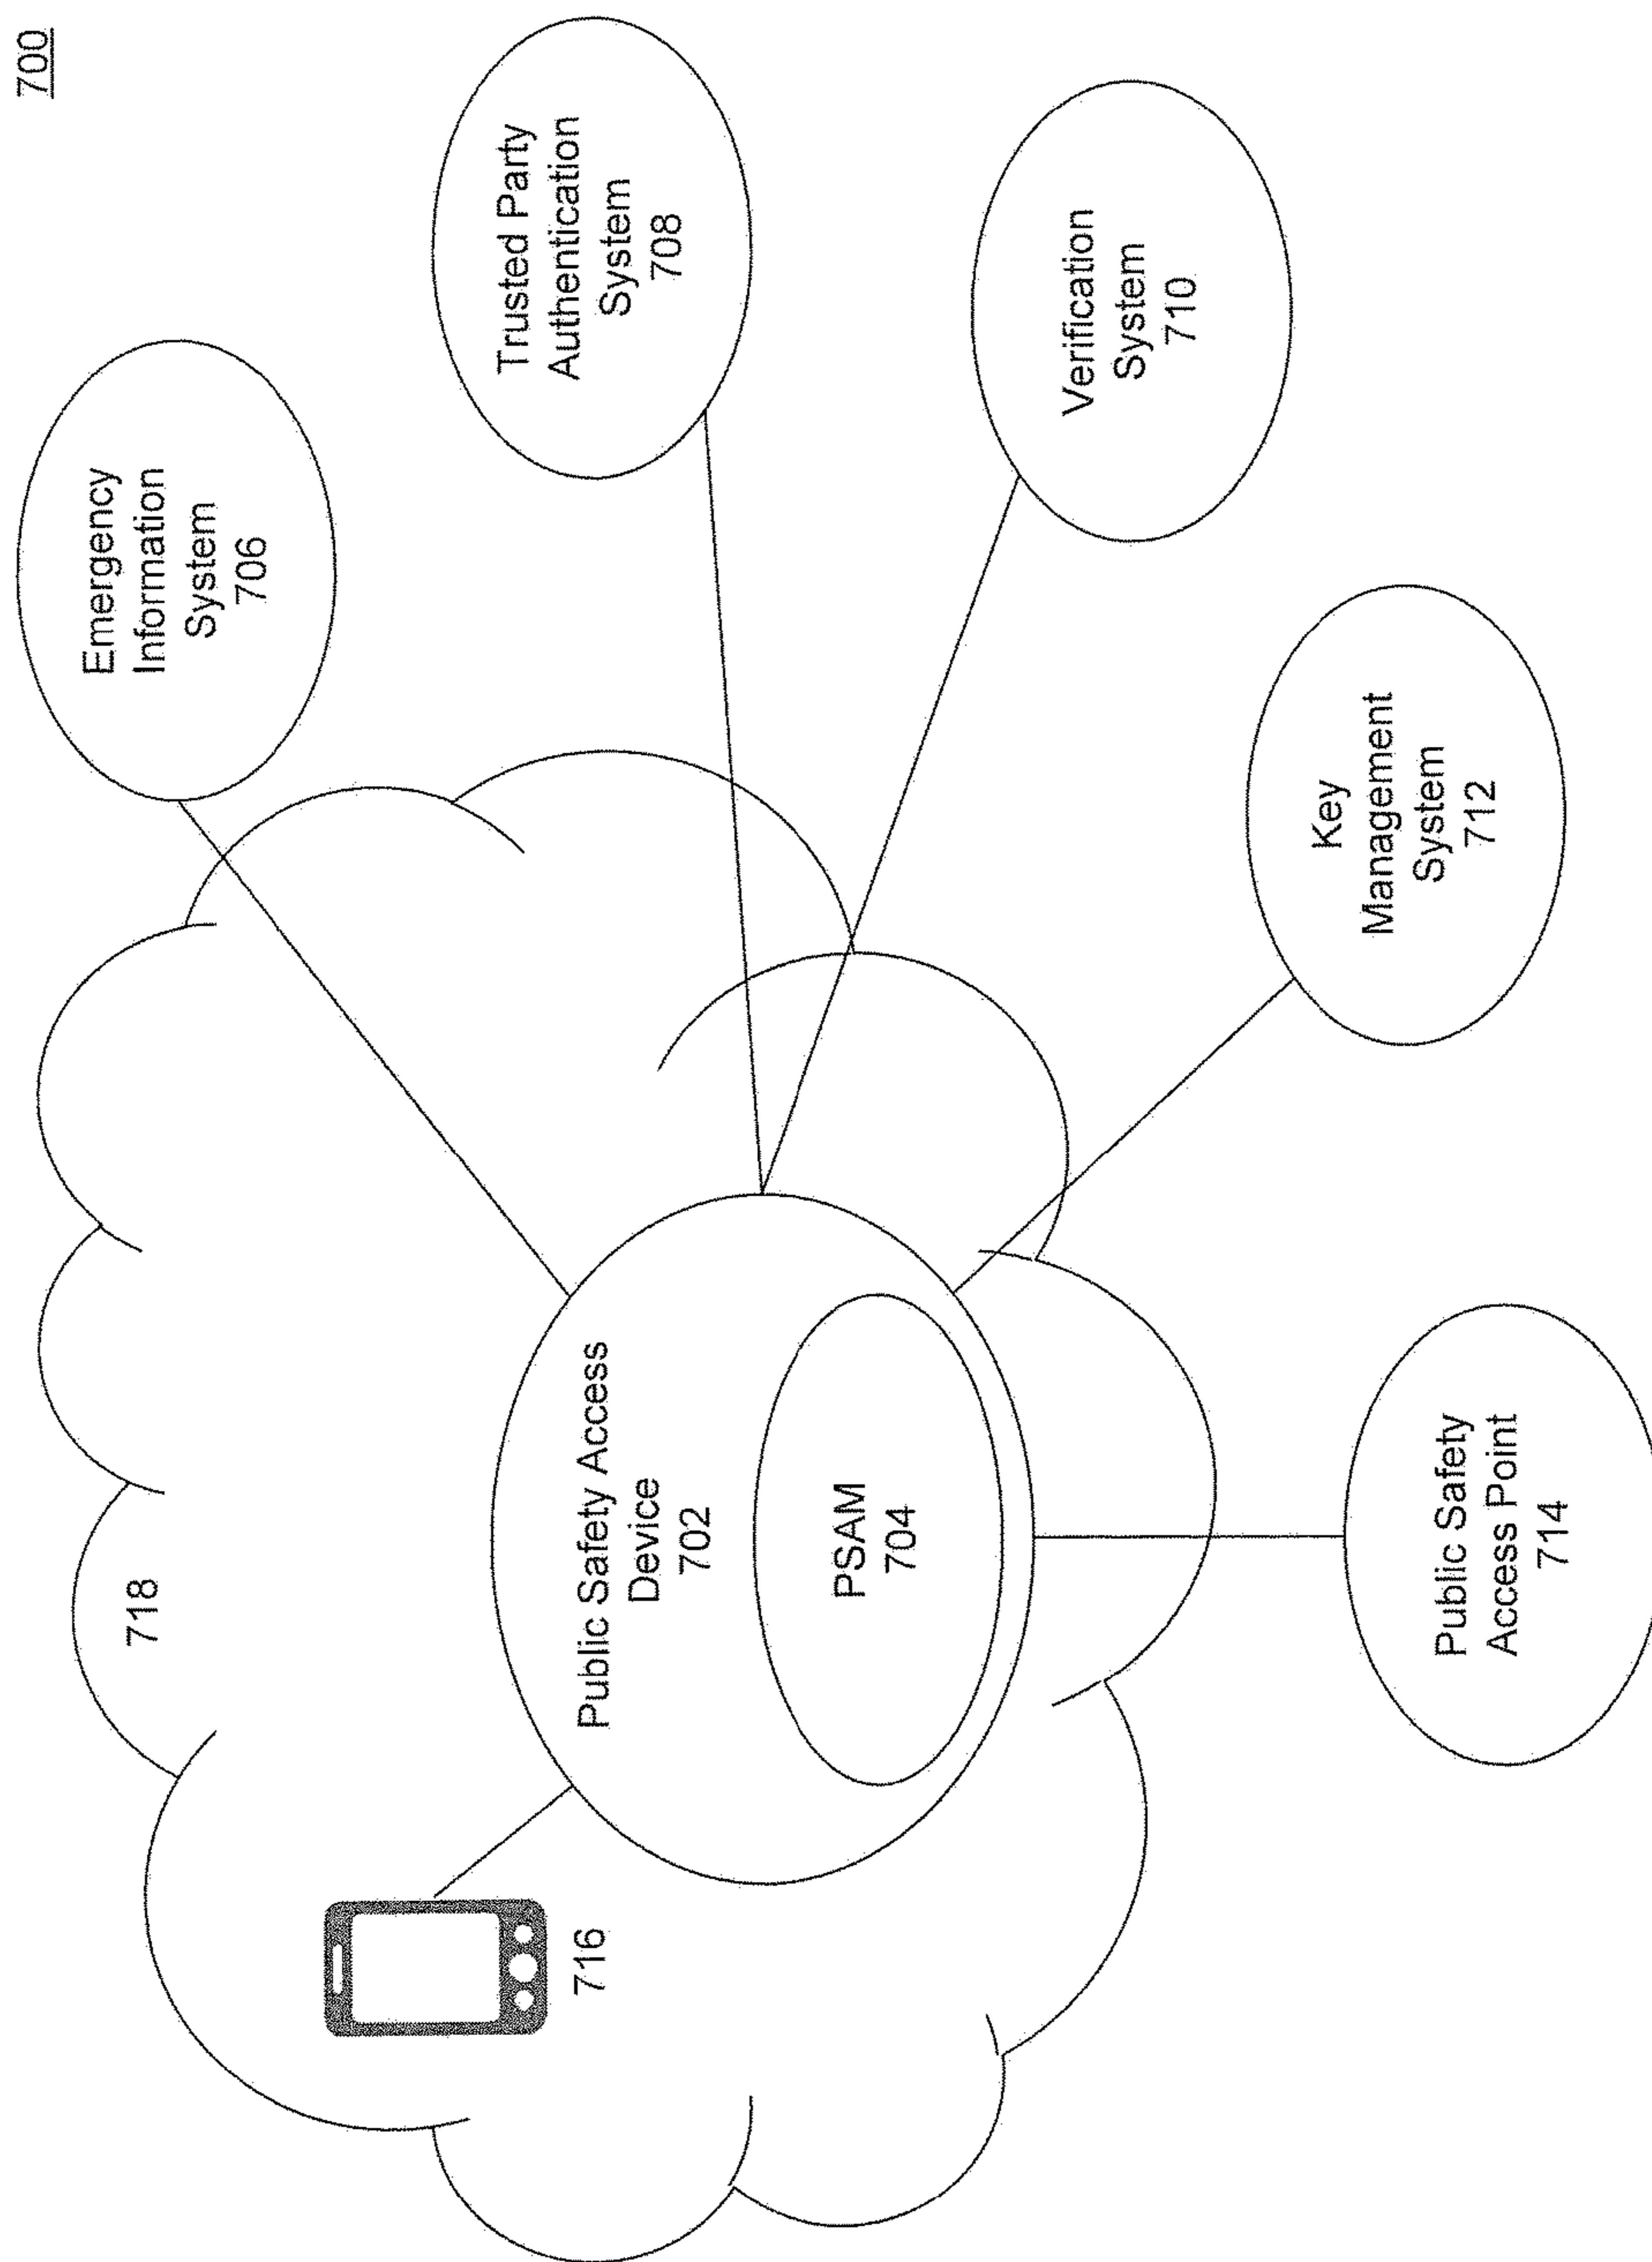 700
Emergency
Information
System
706
Trusted Party
Authentication
System
708
Verification
System
710
Key
Management
System
712
Public Safety
Access Point
714
Public Safety Access
Device
702
PSAM
704
716
718